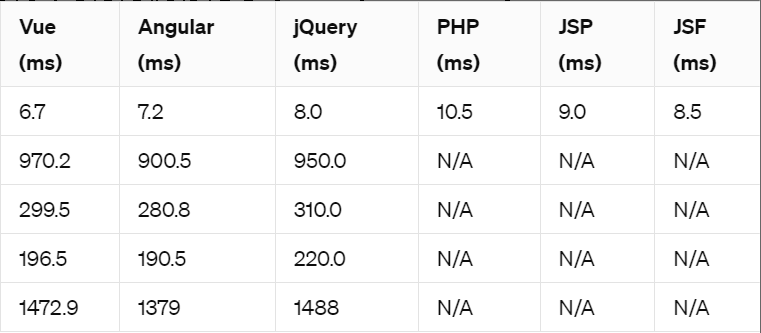 Vue (ms) Angular (ms) jQuery (ms) PHP (ms) JSP (ms) JSF (ms)
6.7 7.2 8.0 10.5 9.0 8.5
970.2 900.5 950.0 N/A N/A N/A
299.5 280.8 310.0 N/A N/A N/A
196.5 190.5 220.0 N/A N/A N/A
1472.9 1379 1488 N/A N/A N/A